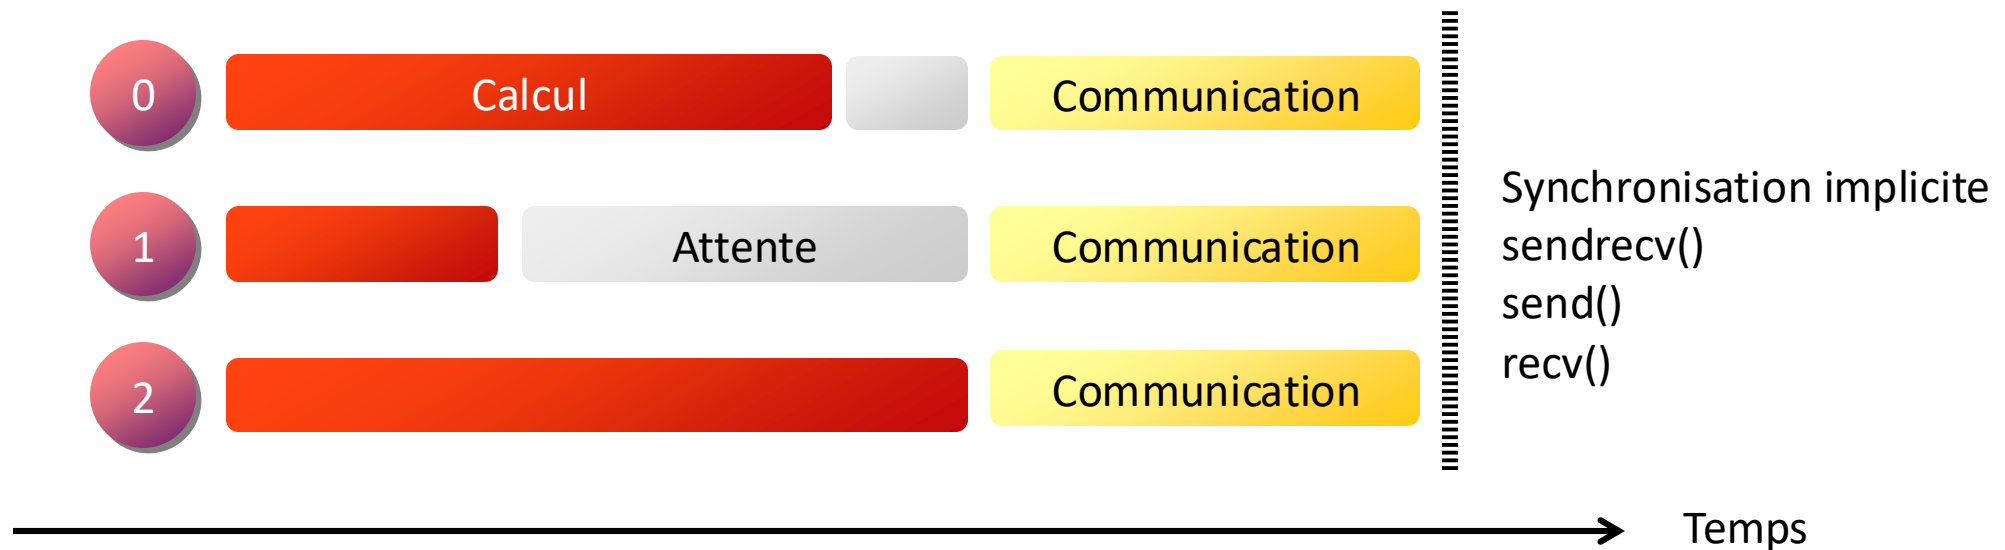 0
Calcul
Communication
1
Attente
Communication
2
Communication
Synchronisation implicite
sendrecv()
send()
recv()
Temps